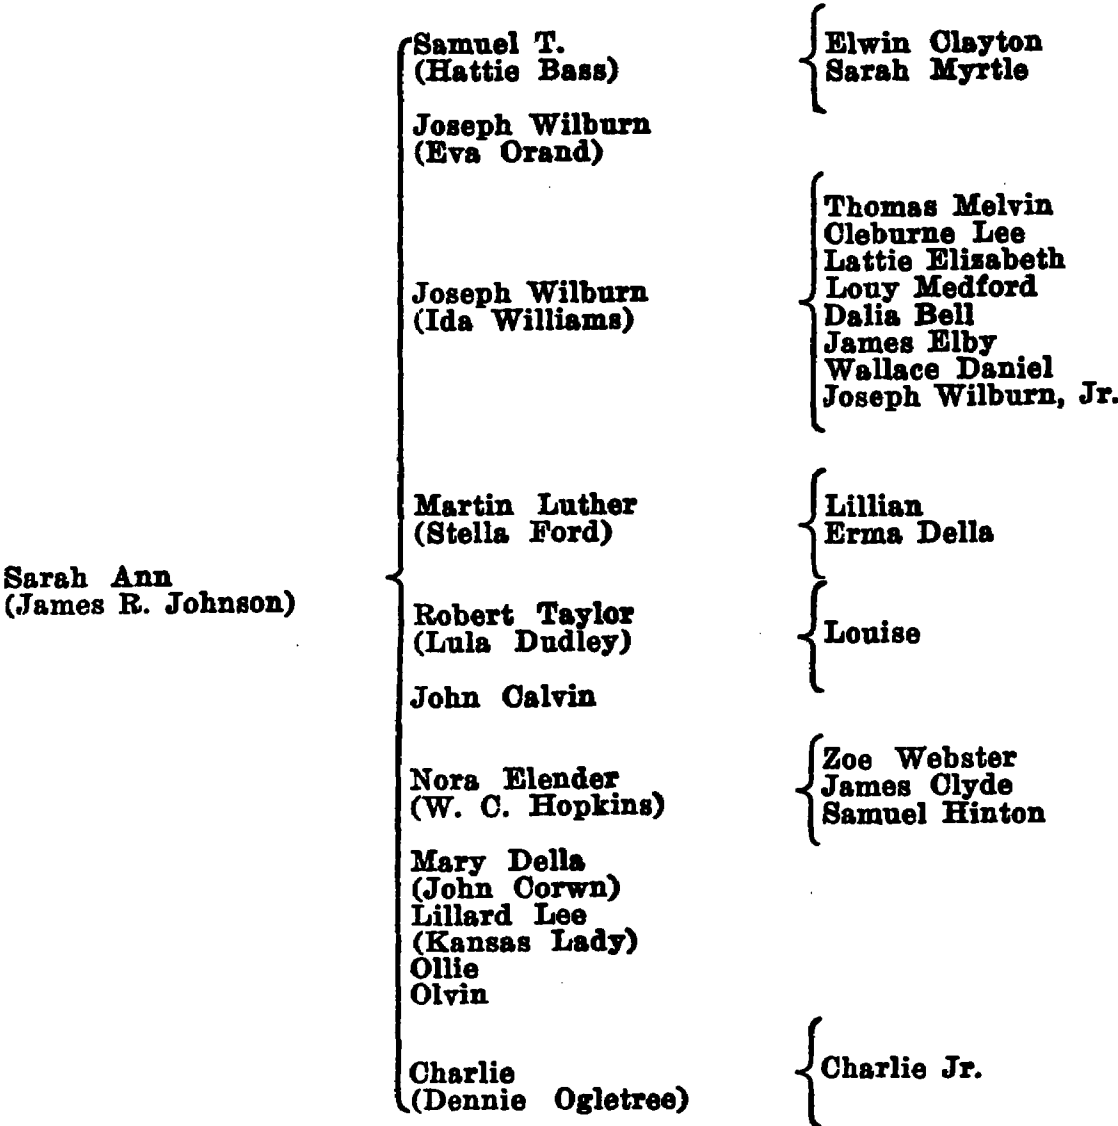 Samuel T.
(Hattie Bass)
Elwin Clayton
Sarah Myrtle
Joseph Wilburn
(Eva Orand)
Joseph Wilburn
(Ida Williams)
Thomas Melvin
Cleburne Lee
Lattie Elizabeth
Louy Medford
Dalia Bell
James Elby
Wallace Daniel
Joseph Wilburn, Jr.
Martin Luther
(Stella Ford)
Lillian
Erma Della
Sarah Ann
(James R. Johnson)
Robert Taylor
(Lula Dudley)
Louise
John Calvin
Nora Elender
(W. C. Hopkins)
Zoe Webster
James Clyde
Samuel Hinton
Mary Della
(John Corwn)
Lillard Lee
(Kansas Lady)
Ollie
Olvin
Charlie
(Dennie Ogletree)
Charlie Jr.